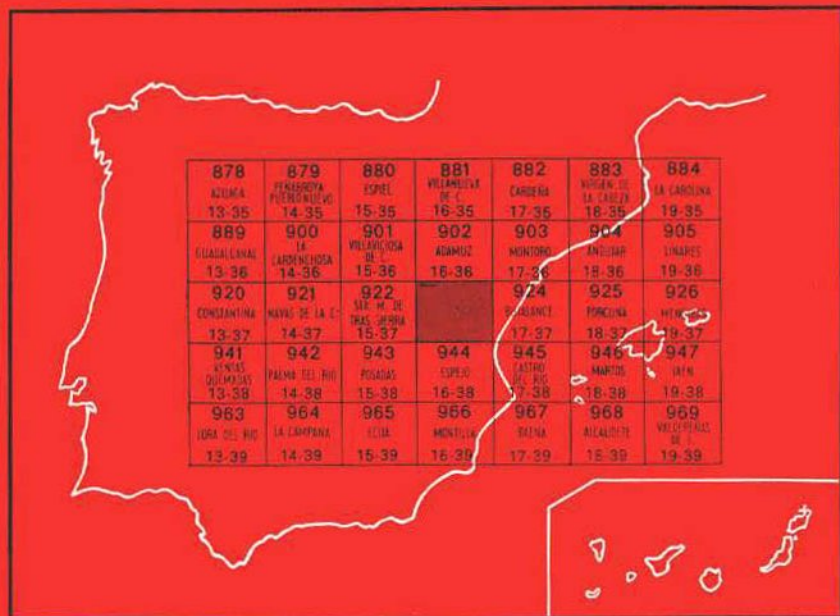 878 879 880 881 882 883 884
AZUAGA PEÑARROYA PUEBLONUEVO ESPIEL VILLANUEVA DE C. CARDEÑA VIRGEN DE LA CABEZA LA CAROLINA
13-35 14-35 15-35 16-35 17-35 18-35 19-35
889 900 901 902 903 904 905
GUADALCANAL LA CARDENCHOSA VILLAVICIOSA DE C. ADAMUZ MONTORO ANDUJAR LINARES
13-36 14-36 15-36 16-36 17-36 18-36 19-36
920 921 922 924 925 926
CONSTANTINA NAVAS DE LA C. STA. M. DE TRAS SIERRA BUJALANCE PORCUNA
13-37 14-37 15-37 17-37 18-37 19-37
941 942 943 944 945 946 947
VENTAS QUEMADAS PALMA DEL RIO POSADAS ESPEJO CASTRO DEL RIO MARTOS JAEN
13-38 14-38 15-38 16-38 17-38 18-38 19-38
963 964 965 966 967 968 969
LORA DEL RIO LA CAMPANA ECIJA MONTILLA BAENA ALCAUDETE VALDEPEÑAS DE J.
13-39 14-39 15-39 16-39 17-39 18-39 19-39